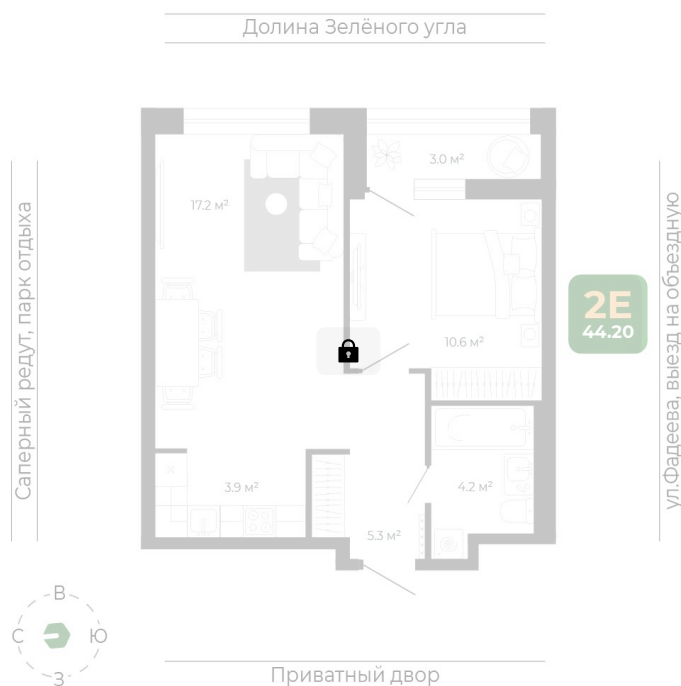 Долина Зелёного угла
3.0 м²
17.2 м²
Саперный редут, парк отдыха
ул.Фадеева, выезд на объездную
2Е
44.20
10.6 м²
3.9 м²
4.2 м²
5.3 м²
В
С
Ю
З
Приватный двор